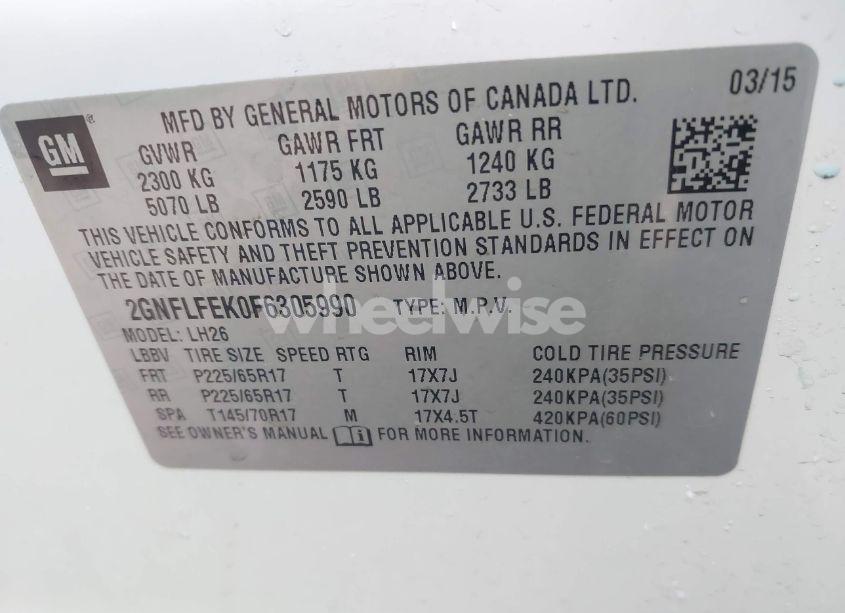 MFD BY GENERAL MOTORS OF CANADA LTD.
03/15
GM
GVWR GAWR FRT GAWR RR
2300 KG 1175 KG 1240 KG
5070 LB 2590 LB 2733 LB
THIS VEHICLE CONFORMS TO ALL APPLICABLE U.S. FEDERAL MOTOR
VEHICLE SAFETY AND THEFT PREVENTION STANDARDS IN EFFECT ON
THE DATE OF MANUFACTURE SHOWN ABOVE.
2GNFLFEK0F6305990 TYPE: M.P.V.
wheelwise
MODEL: LH26
LBBV TIRE SIZE SPEED RTG RIM COLD TIRE PRESSURE
FRT P225/65R17 T 17X7J 240KPA(35PSI)
RR P225/65R17 T 17X7J 240KPA(35PSI)
SPA T145/70R17 M 17X4.5T 420KPA(60PSI)
SEE OWNER'S MANUAL FOR MORE INFORMATION.